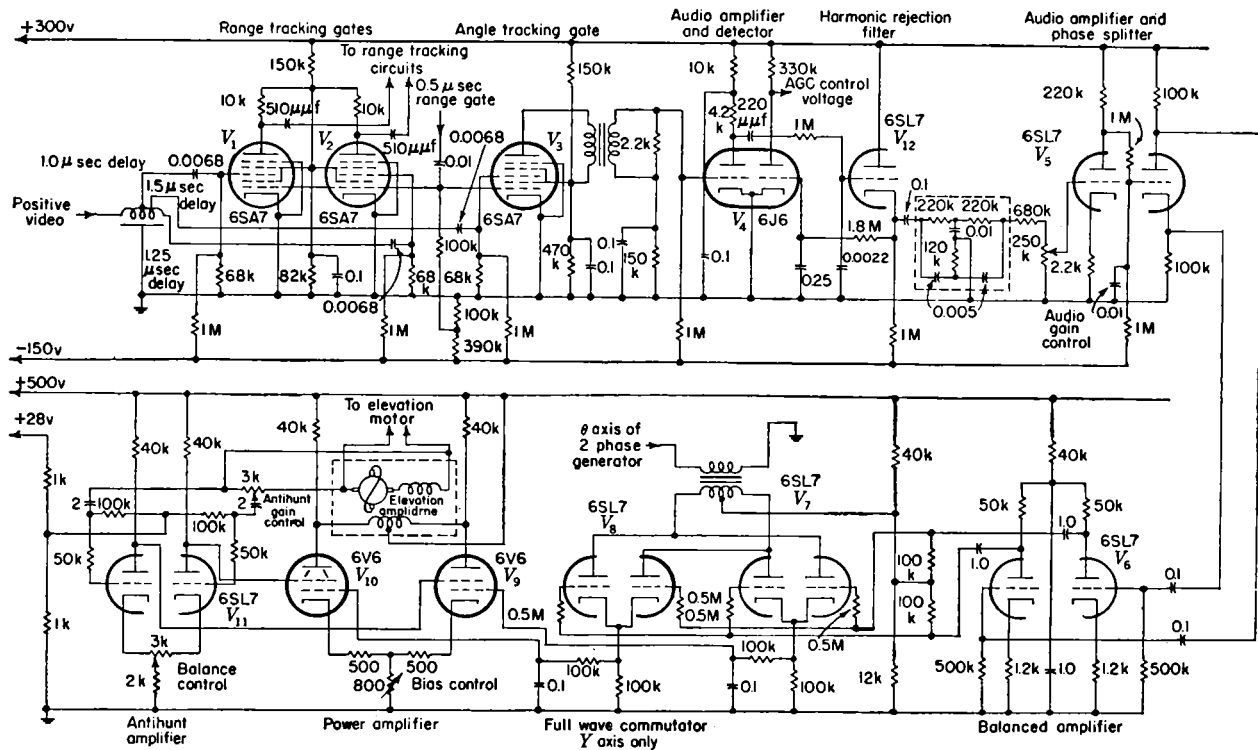 +300v
Range tracking gates
To range tracking
circuits
0.5 μ sec
range gate
Angle tracking gate
Audio amplifier
and detector
Harmonic rejection
filter
Audio amplifier and
phase splitter
150k
150k
10k
330k
AGC control
voltage
220k
100k
10k
510μμf
10k
510μμf
0.0068
4.2
k
220
μμf
1M
1M
V1
V2
V3
6SL7
V12
6SL7
V5
1.0 μ sec delay
0.0068
1.5μ sec
delay
0.01
2.2k
Positive video
6SA7
6SA7
6SA7
V4
6J6
0.1
220k
220k
680k
0.01
250
k
1.25
μsec
delay
68k
82k
0.1
0.0068
68
k
100k
68k
470
k
0.1
0.1
150
k
0.1
1.8M
0.25
0.0022
120
k
0.005
2.2k
0.01
100k
Audio
gain
control
1M
1M
100k
390k
1M
1M
1M
1M
-150v
+500v
+28v
40k
40k
40k
To elevation
motor
40k
θ axis of
2 phase
generator
40k
40k
1k
3k
Antihunt
gain
control
2
100k
100k
2
Elevation
amplidrne
6SL7
V7
6SL7
V8
50k
50k
1.0
6SL7
V6
50k
50k
6SL7
V11
6V6
V10
6V6
V9
0.5M
0.5M
0.5M
0.5M
100
k
100
k
1.0
0.1
0.1
1k
3k
Balance
control
2k
500
500
800
Bias control
100k
0.1
100k
100k
0.1
100k
12k
500k
1.2k
1.0
1.2k
500k
Antihunt
amplifier
Power amplifier
Full wave commutator
Y axis only
Balanced amplifier